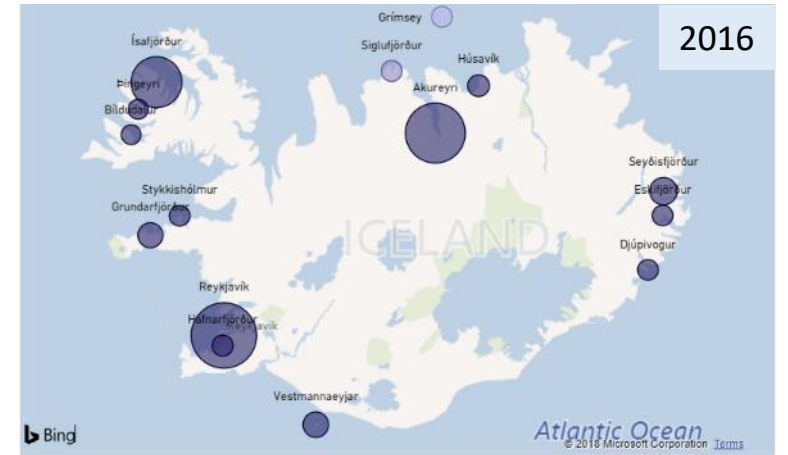 Grímsey
2016
Ísafjörður
Siglufjörður
Húsavík
Þingeyri
Akureyri
Bíldudalur
Seyðisfjörður
Stykkishólmur
Eskifjörður
Grundarfjörður
ICELAND
Djúpivogur
Reykjavík
Hafnarfjörður
Reykjavik
Vestmannaeyjar
Atlantic Ocean
Bing
© 2018 Microsoft Corporation Terms